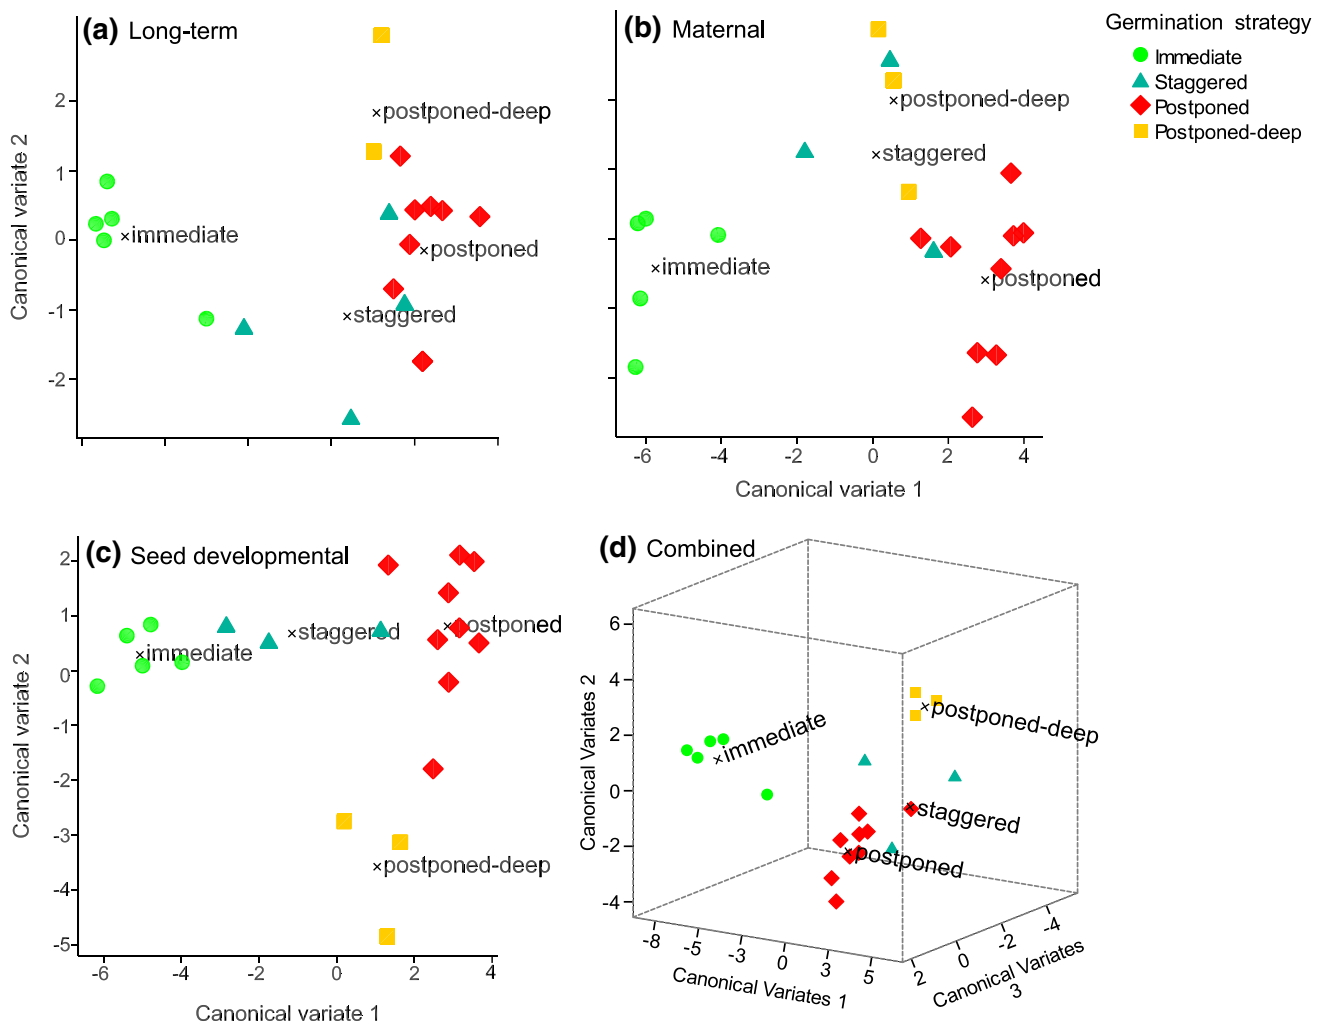 (a) Long-term
Canonical variate 2
2
1
0
-1
-2
postponed-deep
immediate
postponed
staggered
(b) Maternal
postponed-deep
staggered
immediate
postponed
-6 -4 -2 0 2 4
Canonical variate 1
Germination strategy
Immediate
Staggered
Postponed
Postponed-deep
(c) Seed developmental
Canonical variate 2
2
1
0
-1
-2
-3
-4
-5
staggered
postponed
immediate
postponed-deep
-6 -4 -2 0 2 4
Canonical variate 1
(d) Combined
Canonical Variates 2
6
4
2
0
-2
-4
immediate
postponed-deep
staggered
postponed
-8 -5 -3 0 3 5
Canonical Variates 1
2 0 -2 -4
Canonical Variates
3